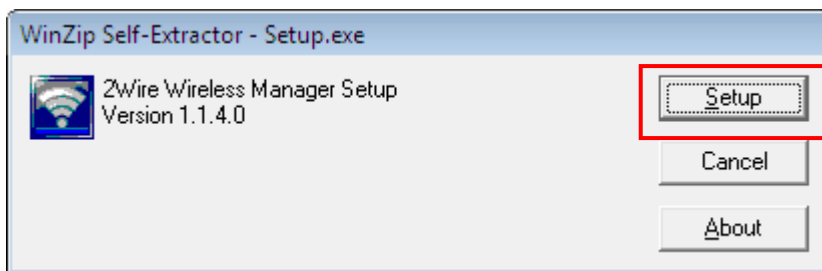 WinZip Self-Extractor - Setup.exe
2Wire Wireless Manager Setup
Version 1.1.4.0
Setup
Cancel
About